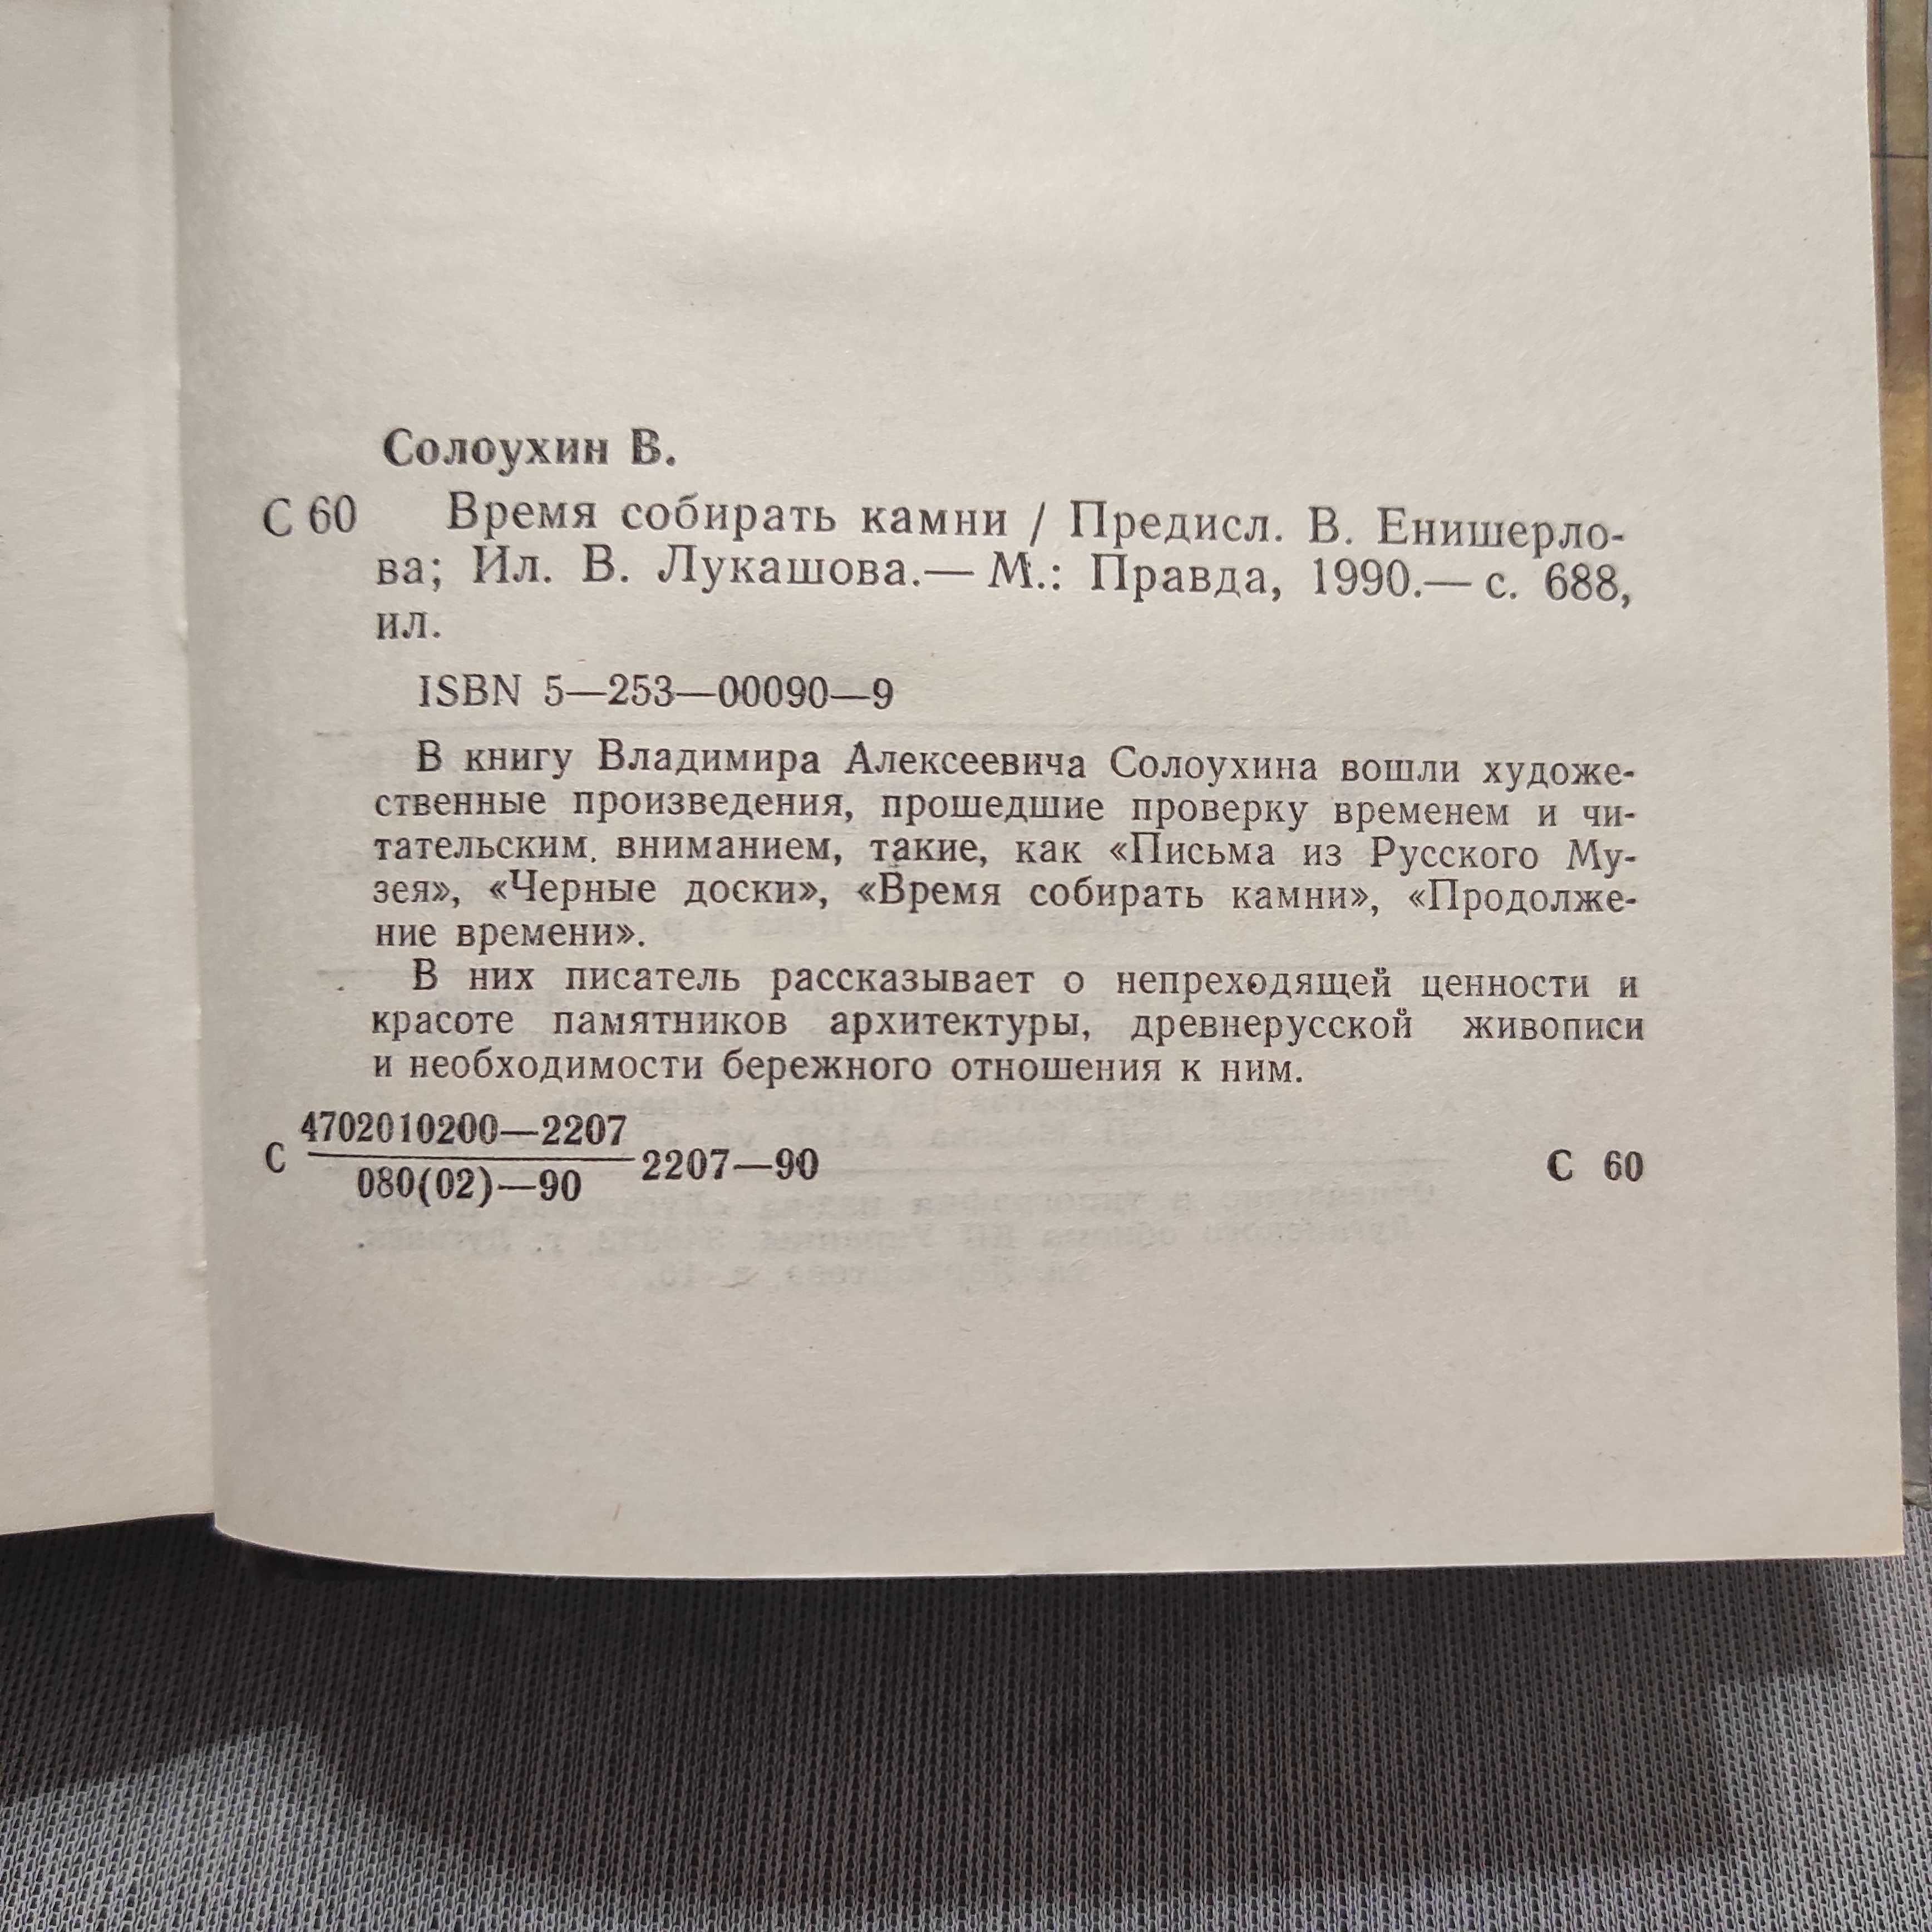 Солоухин В.
С 60 Время собирать камни / Предисл. В. Енишерло-
ва; Ил. В. Лукашова.— М.: Правда, 1990.— с. 688,
ил.
ISBN 5—253—00090—9
В книгу Владимира Алексеевича Солоухина вошли художе-
ственные произведения, прошедшие проверку временем и чи-
тательским вниманием, такие, как «Письма из Русского Му-
зея», «Черные доски», «Время собирать камни», «Продолже-
ние времени».
В них писатель рассказывает о непреходящей ценности и
красоте памятников архитектуры, древнерусской живописи
и необходимости бережного отношения к ним.
4702010200—2207
С 2207—90 С 60
080(02)—90